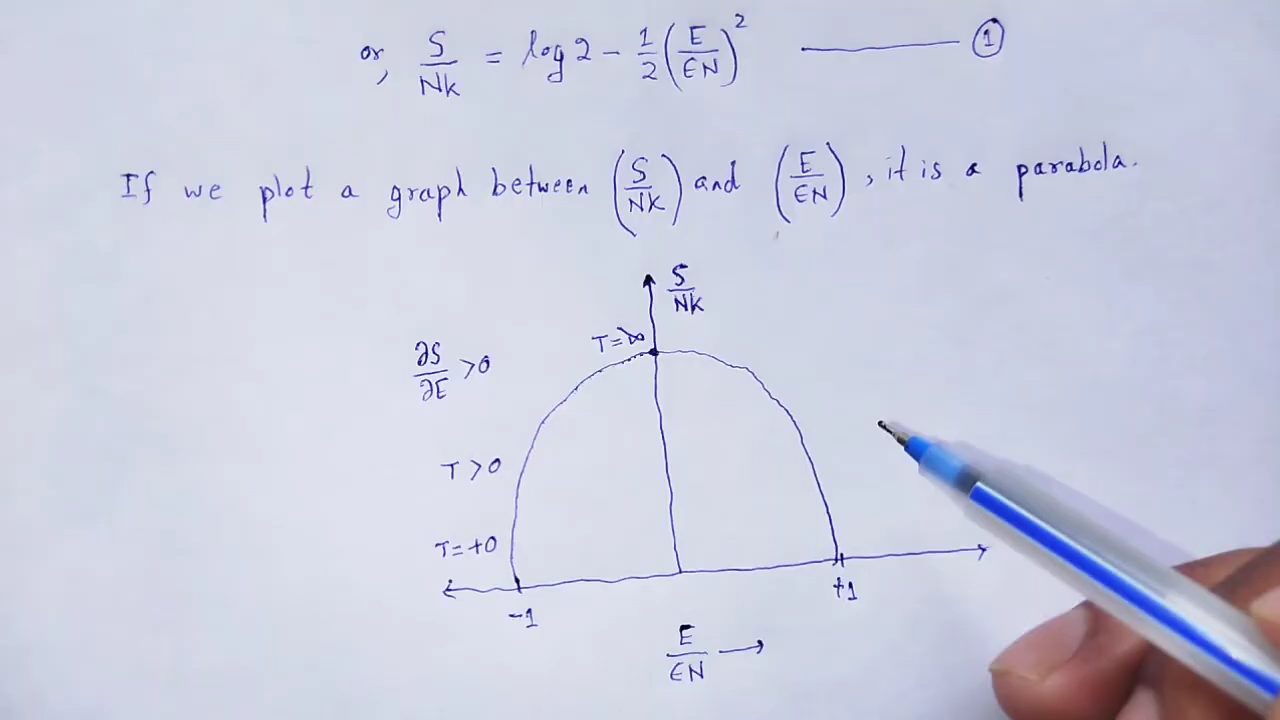 or, S/NK = log 2 - 1/2 (E/ϵN)² ——— ①
If we plot a graph between (S/NK) and (E/ϵN), it is a parabola.
S/NK
T=∞
∂S/∂E >0
T >0
T=+0
-1
+1
E/ϵN →